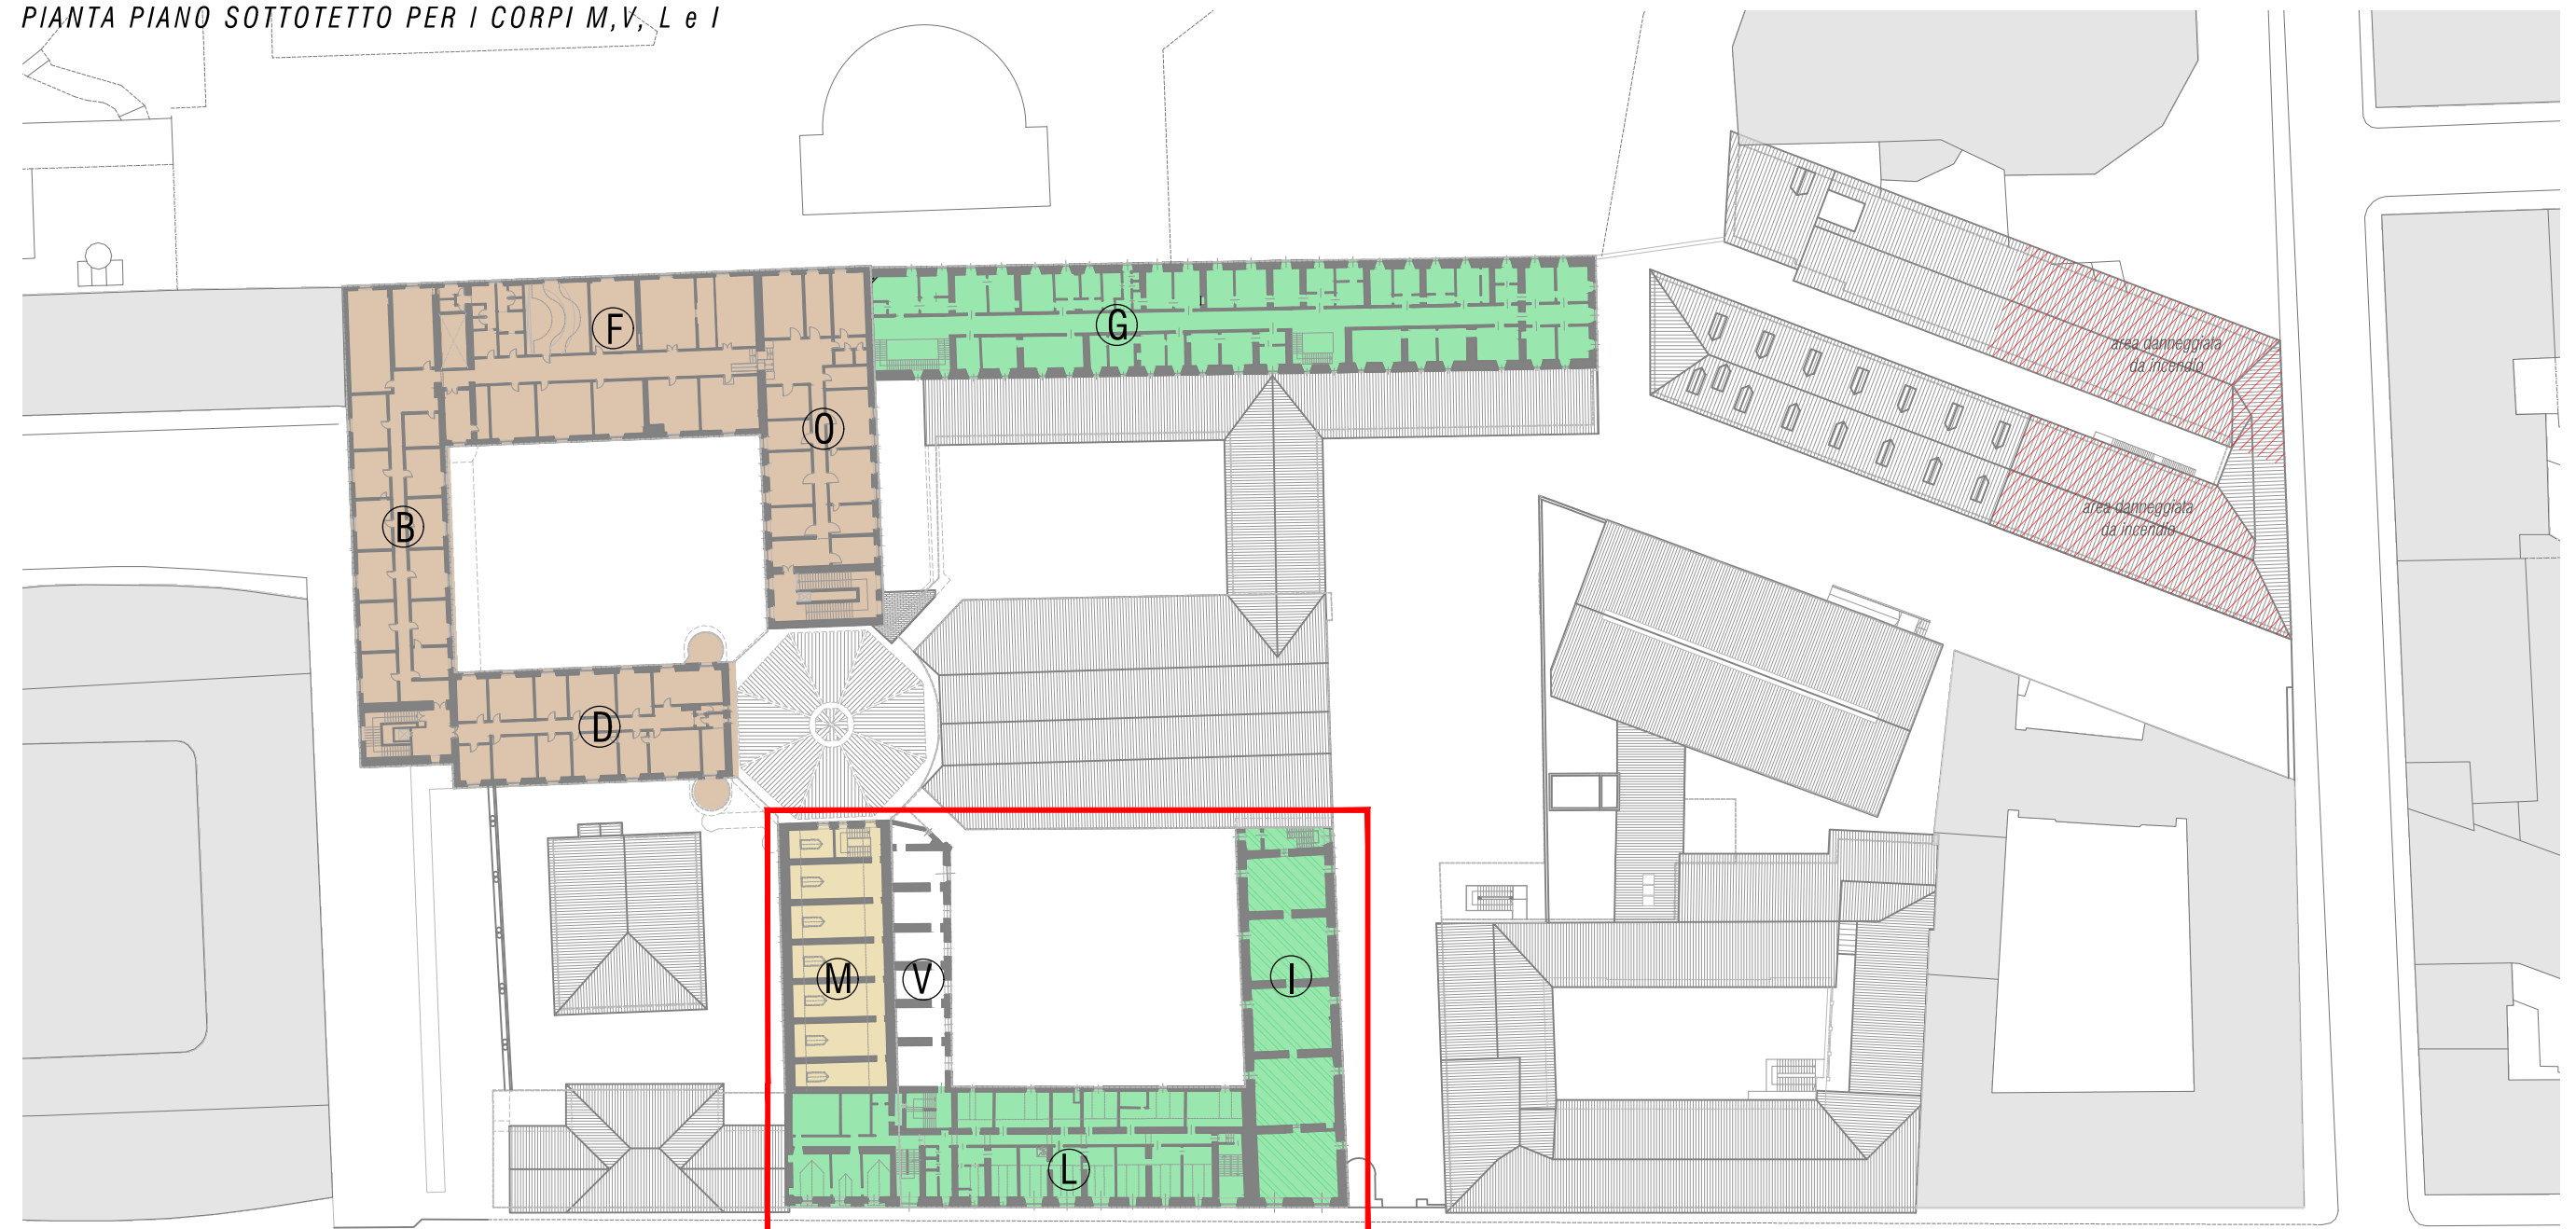 PIANTA PIANO SOTTOTETTO PER I CORPI M,V, L e I
G
F
area danneggiata
da incendio
O
area danneggiata
da incendio
B
D
M
V
I
L